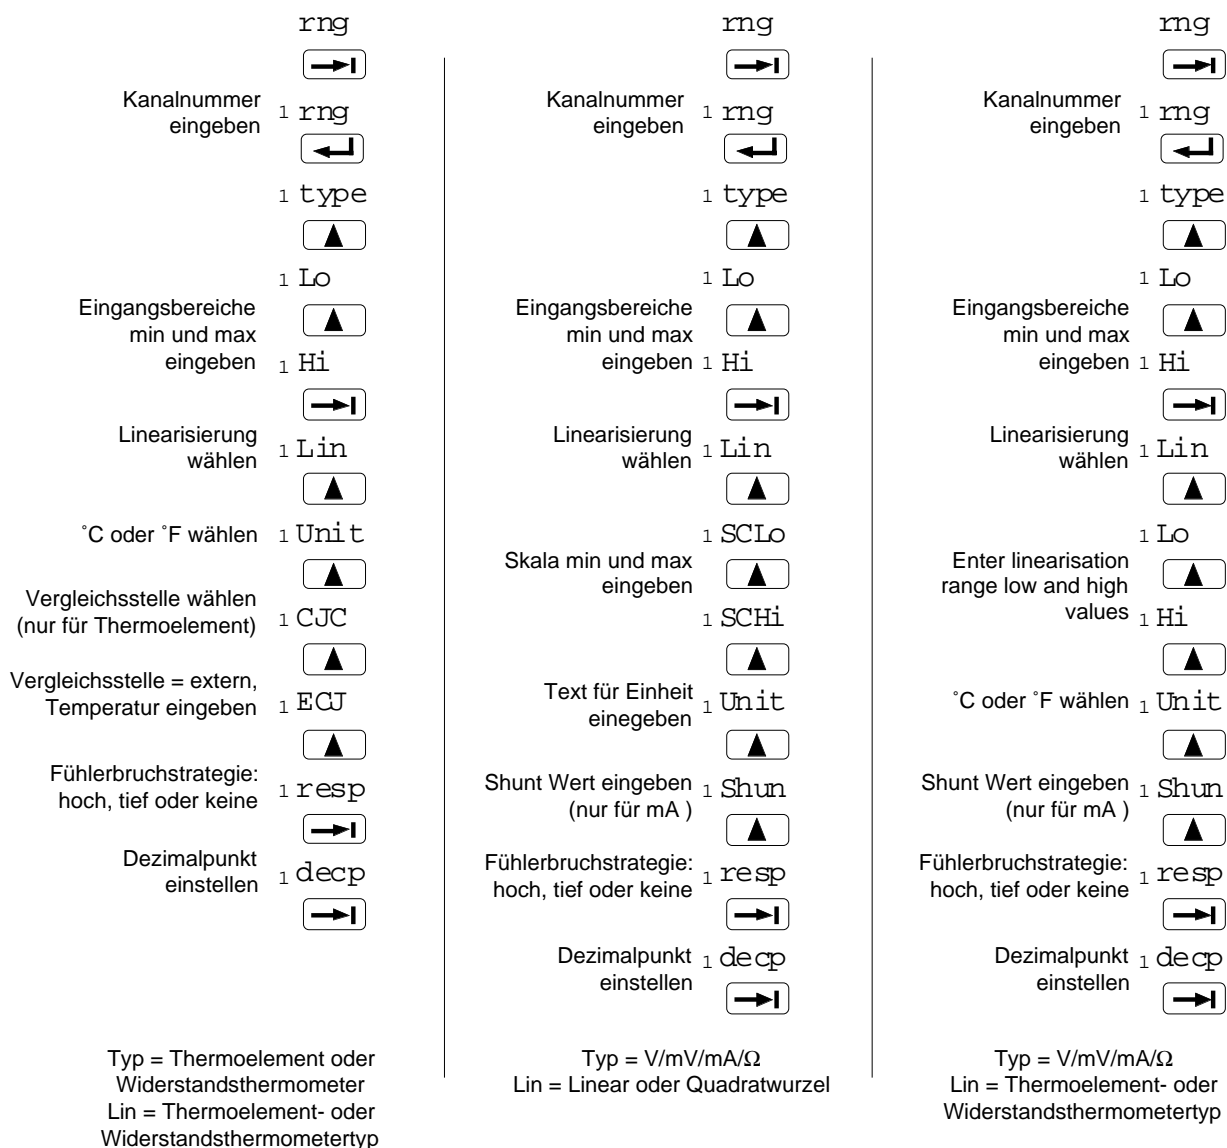 rng
Kanalnummer
eingeben
1 rng
1 type
1 Lo
Eingangsbereiche
min und max
eingeben
1 Hi
Linearisierung
wählen
1 Lin
˚C oder ˚F wählen
1 Unit
Vergleichsstelle wählen
(nur für Thermoelement)
1 CJC
Vergleichsstelle = extern,
Temperatur eingeben
1 ECJ
Fühlerbruchstrategie:
hoch, tief oder keine
1 resp
Dezimalpunkt
einstellen
1 decp
Typ = Thermoelement oder
Widerstandsthermometer
Lin = Thermoelement- oder
Widerstandsthermometertyp
rng
Kanalnummer
eingeben
1 rng
1 type
1 Lo
Eingangsbereiche
min und max
eingeben
1 Hi
Linearisierung
wählen
1 Lin
1 SCLo
Skala min und max
eingeben
1 SCHi
Text für Einheit
einegeben
1 Unit
Shunt Wert eingeben
(nur für mA )
1 Shun
Fühlerbruchstrategie:
hoch, tief oder keine
1 resp
Dezimalpunkt
einstellen
1 decp
Typ = V/mV/mA/Ω
Lin = Linear oder Quadratwurzel
rng
Kanalnummer
eingeben
1 rng
1 type
1 Lo
Eingangsbereiche
min und max
eingeben
1 Hi
Linearisierung
wählen
1 Lin
1 Lo
Enter linearisation
range low and high
values
1 Hi
˚C oder ˚F wählen
1 Unit
Shunt Wert eingeben
(nur für mA )
1 Shun
Fühlerbruchstrategie:
hoch, tief oder keine
1 resp
Dezimalpunkt
einstellen
1 decp
Typ = V/mV/mA/Ω
Lin = Thermoelement- oder
Widerstandsthermometertyp